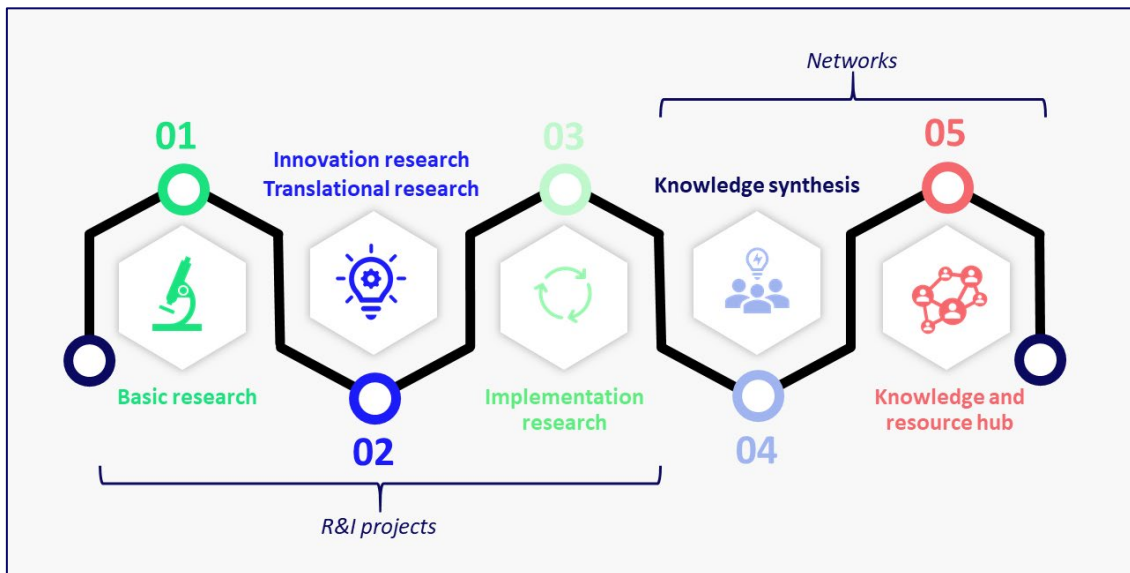 Networks
01
Innovation research
Translational research
03
Knowledge synthesis
05
Basic research
02
Implementation
research
04
Knowledge and
resource hub
R&I projects